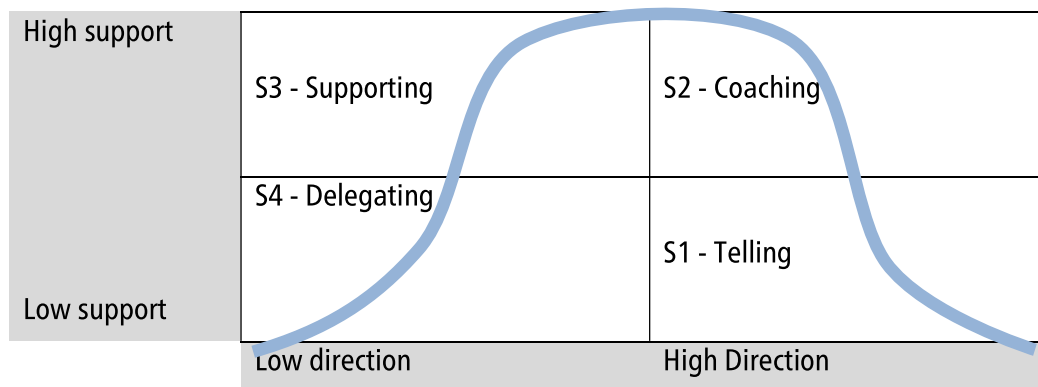 High support
S3 - Supporting
S2 - Coaching
S4 - Delegating
S1 - Telling
Low support
Low direction
High Direction